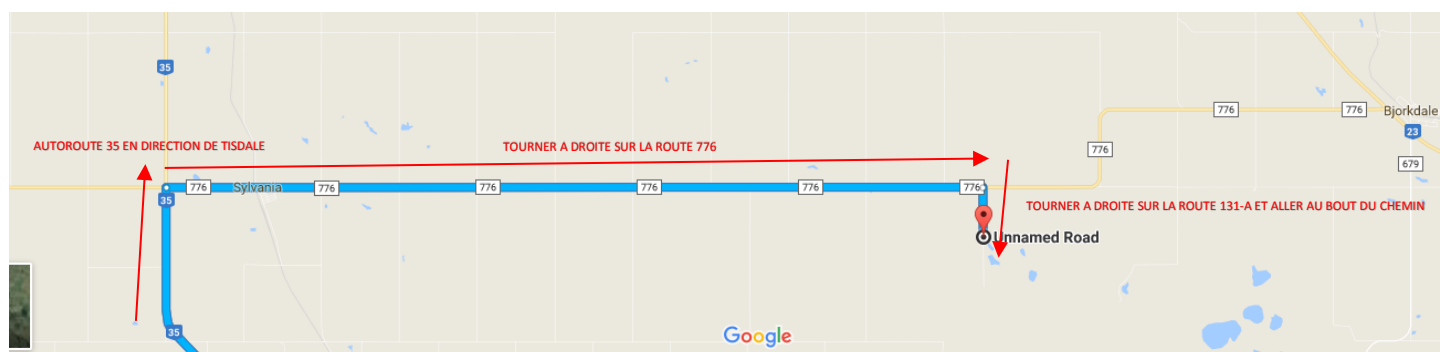 35
776
776
Bjorkdale
AUTOROUTE 35 EN DIRECTION DE TISDALE
TOURNER A DROITE SUR LA ROUTE 776
23
776
679
776
Sylvania
776
776
776
776
776
35
TOURNER A DROITE SUR LA ROUTE 131-A ET ALLER AU BOUT DU CHEMIN
Unnamed Road
35
Google